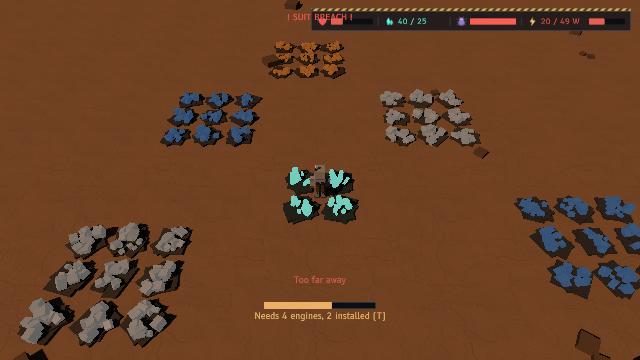 ! SUIT BREACH !
40 / 25
20 / 49 W
Too far away
Needs 4 engines, 2 installed [T]